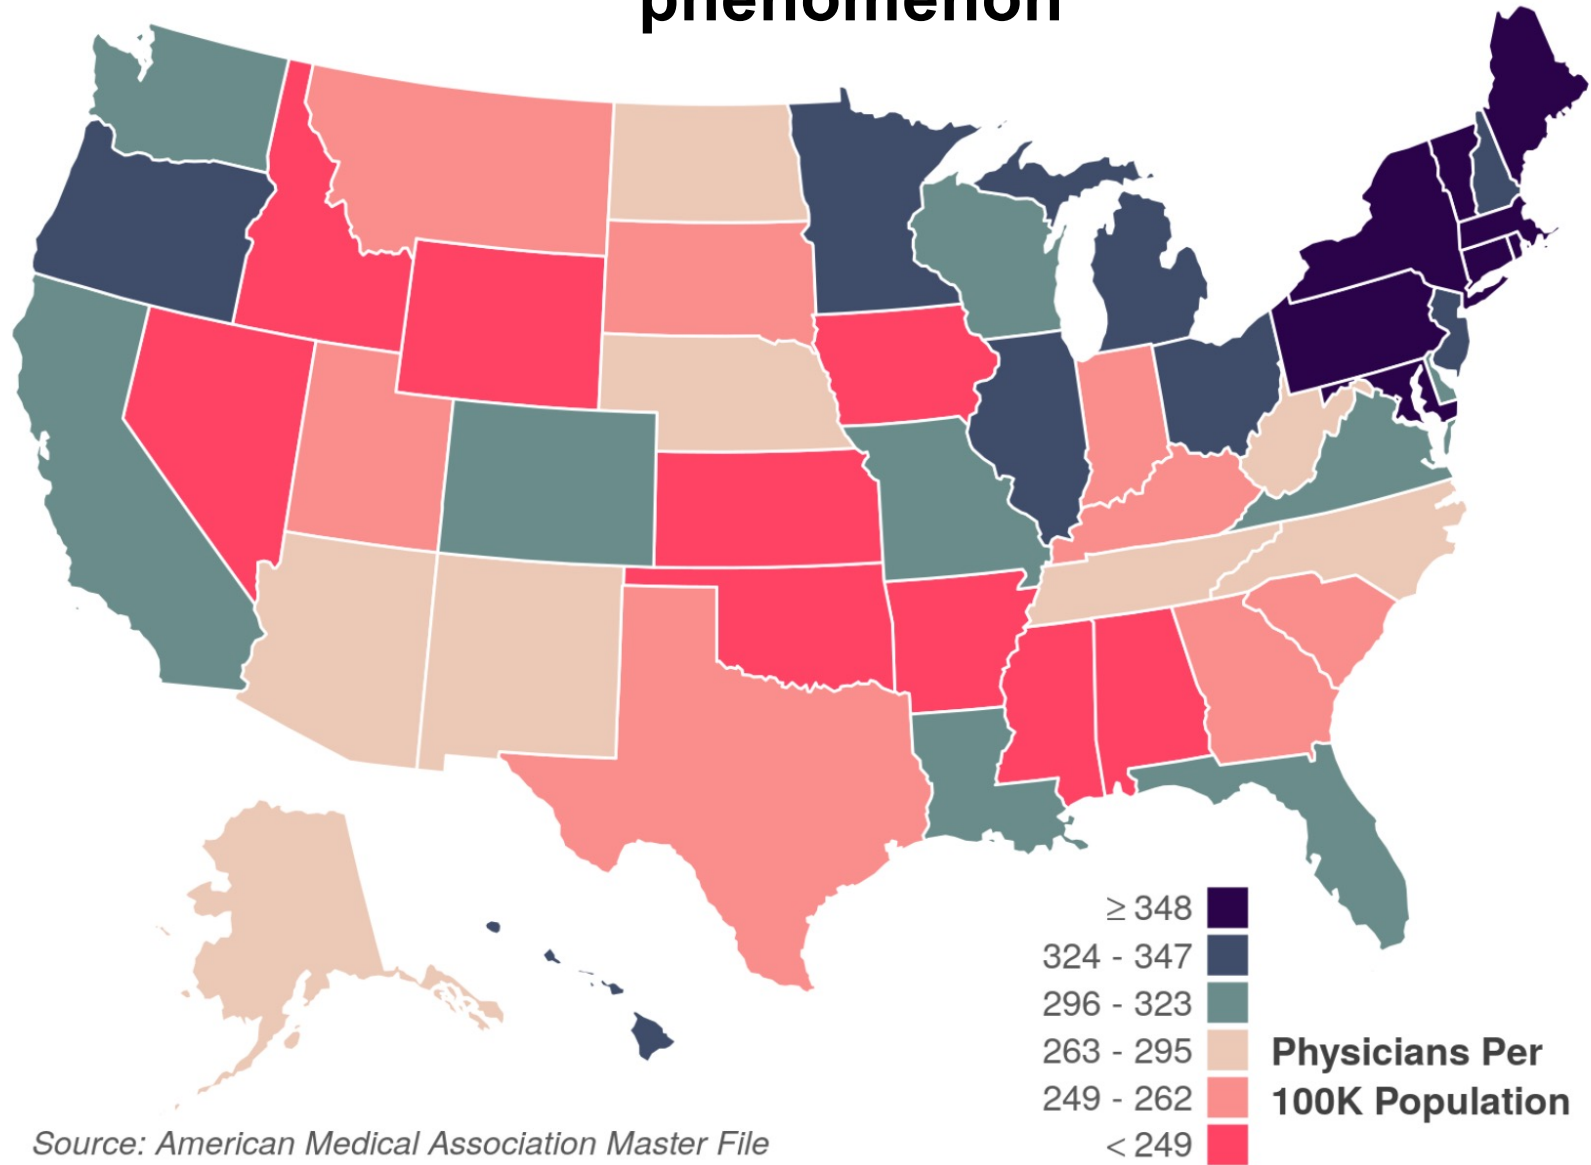 phenomenon
≥ 348
324 - 347
296 - 323
263 - 295
249 - 262
< 249
Physicians Per
100K Population
Source: American Medical Association Master File